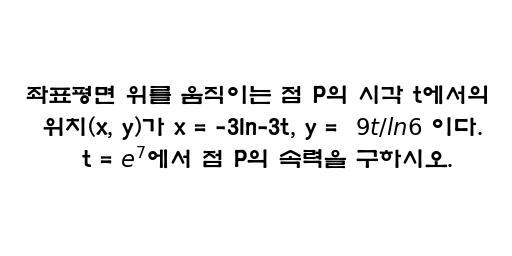 좌표평면 위를 움직이는 점 P의 시각 t에서의
위치(x, y)가 x = -3ln-3t, y = 9t/ln6 이다.
t = e⁷에서 점 P의 속력을 구하시오.